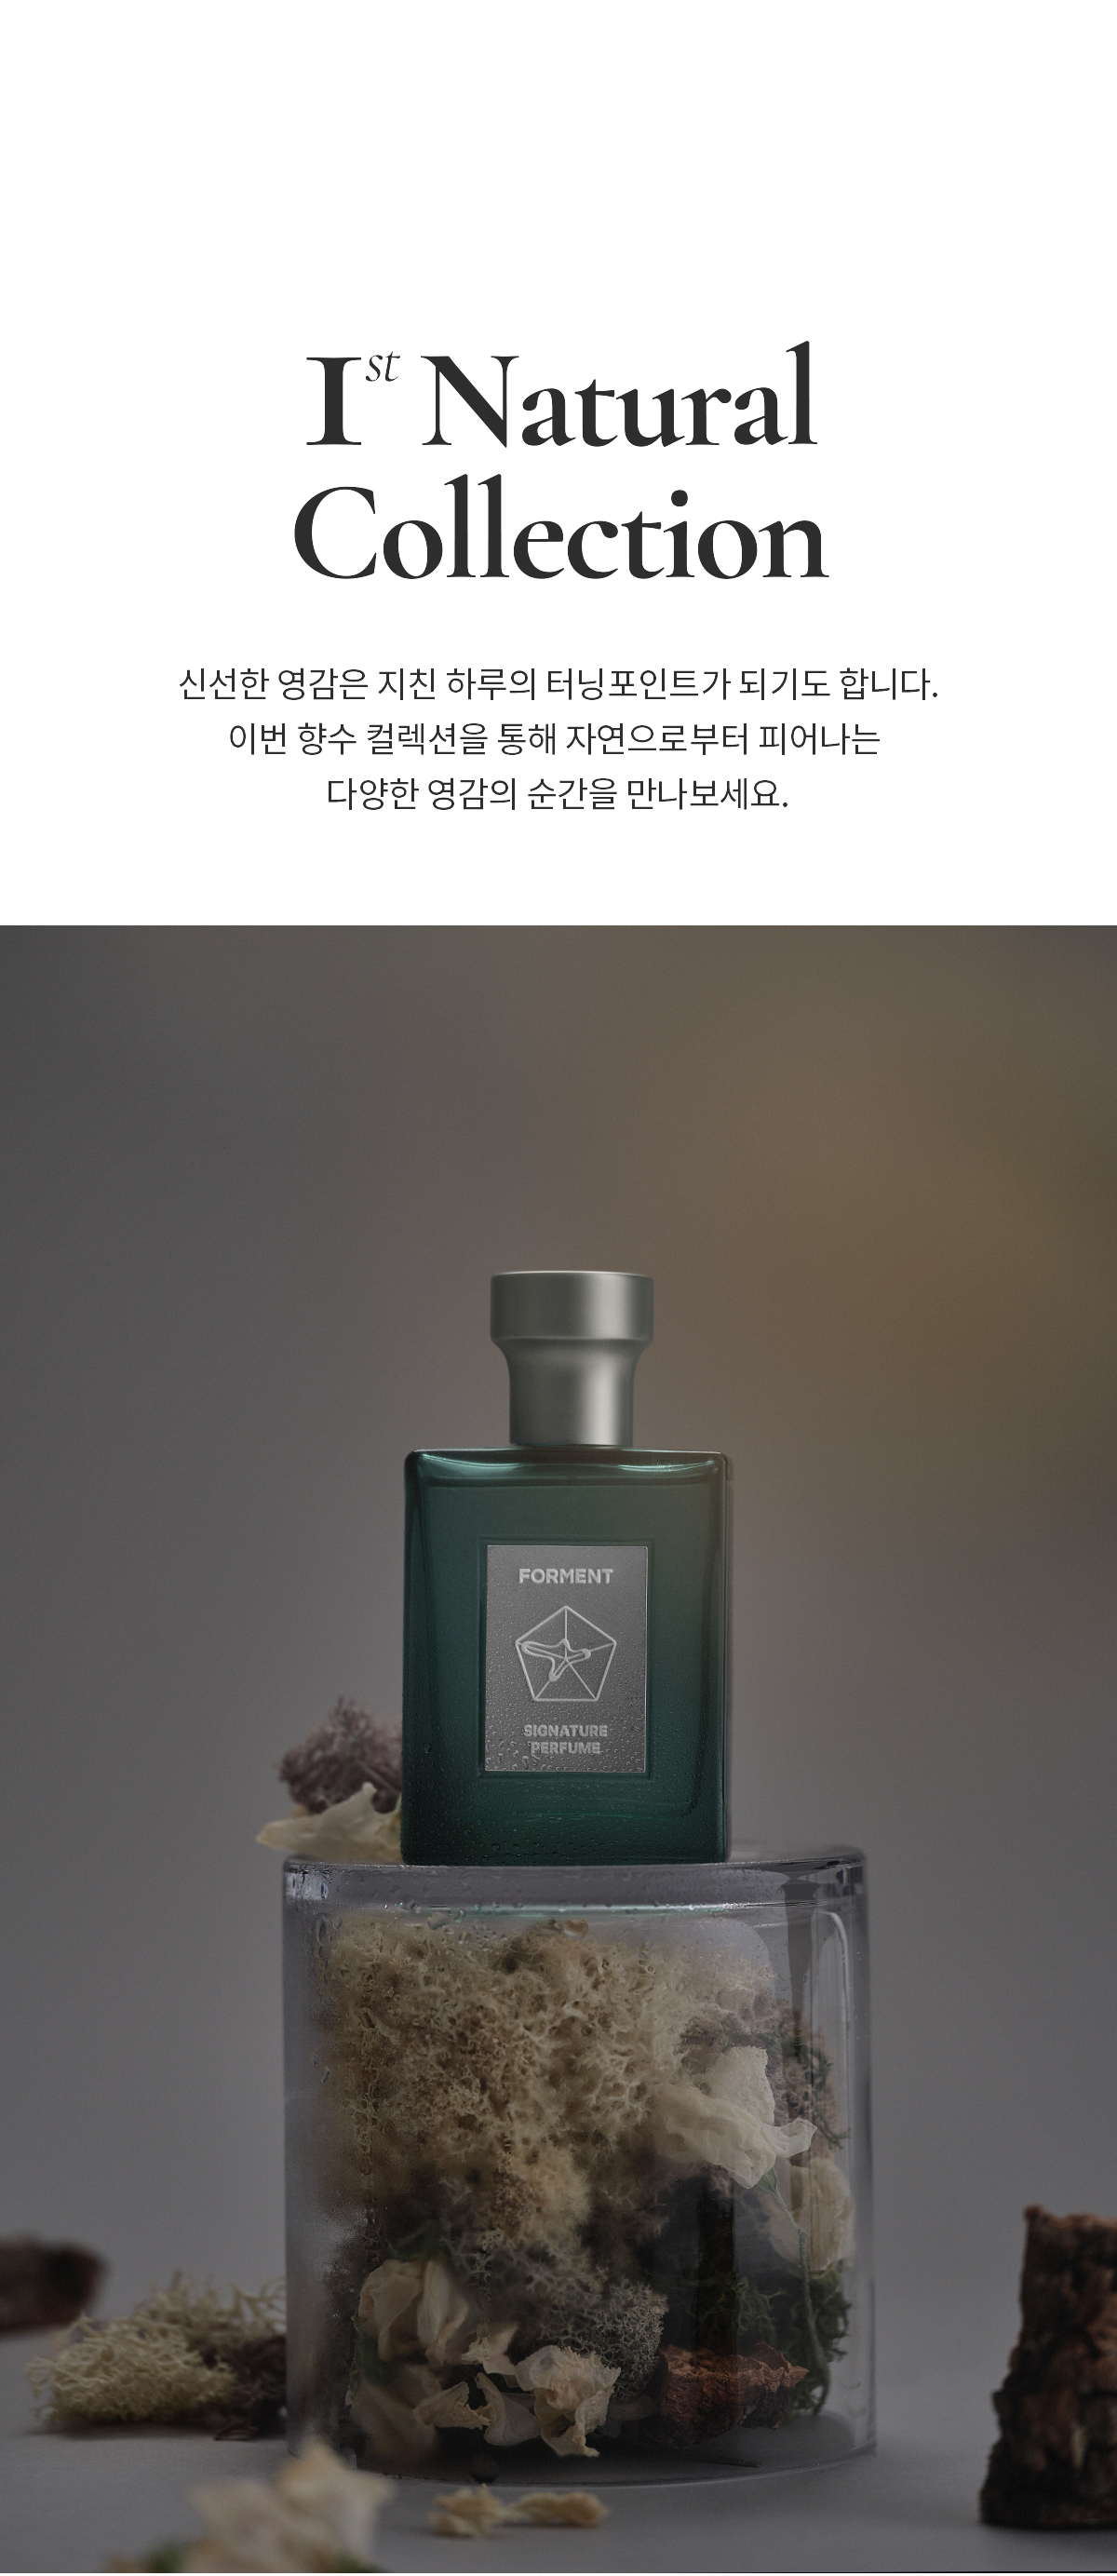 1st Natural
Collection
신선한 영감은 지친 하루의 터닝포인트가 되기도 합니다.
이번 향수 컬렉션을 통해 자연으로부터 피어나는
다양한 영감의 순간을 만나보세요.
FORMENT
SIGNATURE
PERFUME